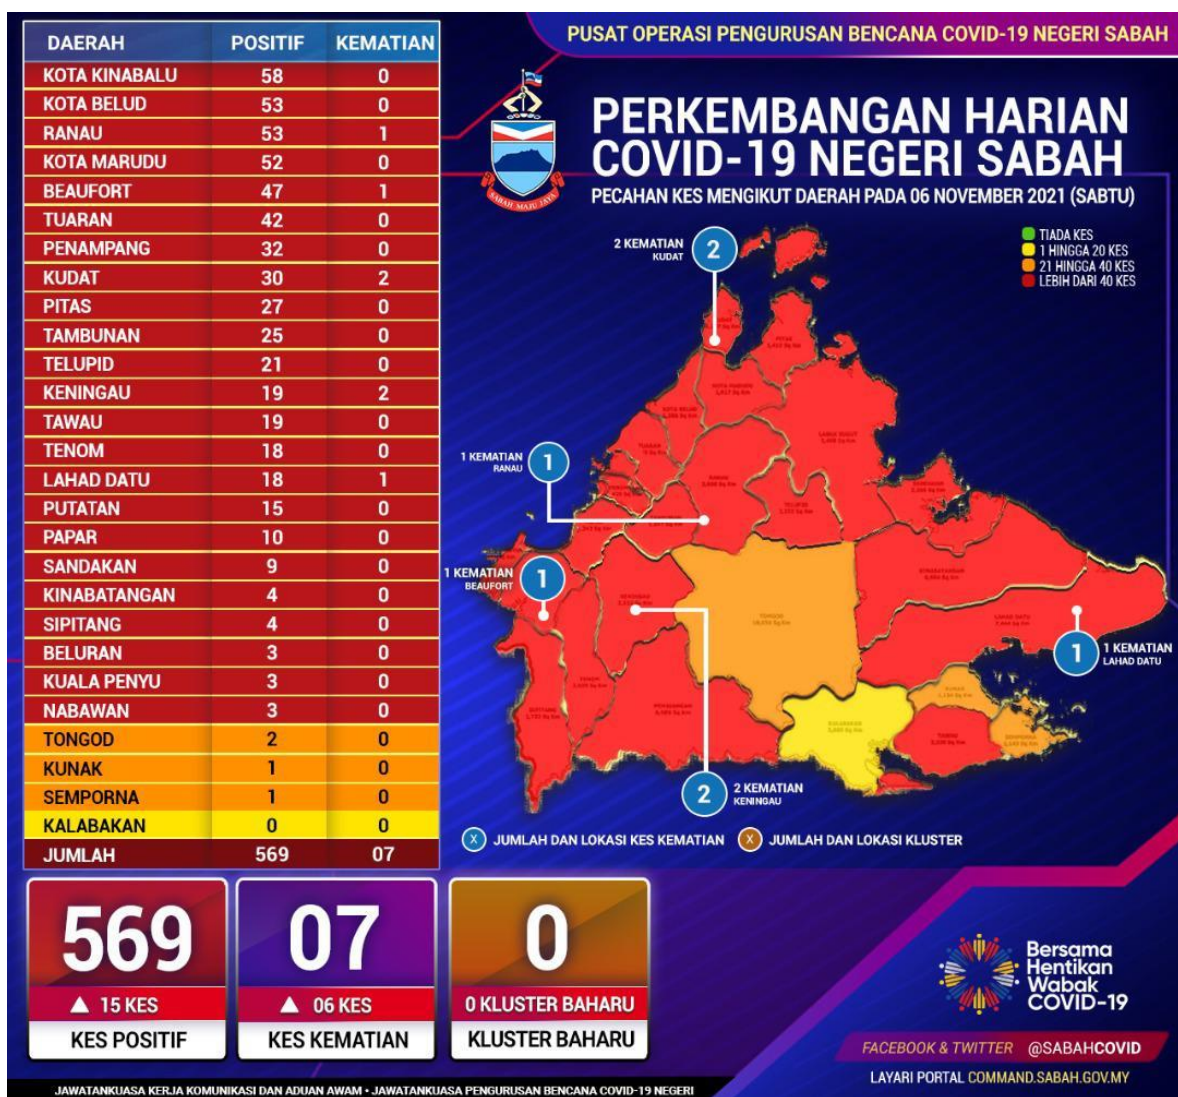 DAERAH POSITIF KEMATIAN
KOTA KINABALU 58 0
KOTA BELUD 53 0
RANAU 53 1
KOTA MARUDU 52 0
BEAUFORT 47 1
TUARAN 42 0
PENAMPANG 32 0
KUDAT 30 2
PITAS 27 0
TAMBUNAN 25 0
TELUPID 21 0
KENINGAU 19 2
TAWAU 19 0
TENOM 18 0
LAHAD DATU 18 1
PUTATAN 15 0
PAPAR 10 0
SANDAKAN 9 0
KINABATANGAN 4 0
SIPITANG 4 0
BELURAN 3 0
KUALA PENYU 3 0
NABAWAN 3 0
TONGOD 2 0
KUNAK 1 0
SEMPORNA 1 0
KALABAKAN 0 0
JUMLAH 569 07
PUSAT OPERASI PENGURUSAN BENCANA COVID-19 NEGERI SABAH
SABAH MAJU JAYA
PERKEMBANGAN HARIAN
COVID-19 NEGERI SABAH
PECAHAN KES MENGIKUT DAERAH PADA 06 NOVEMBER 2021 (SABTU)
TIADA KES
1 HINGGA 20 KES
21 HINGGA 40 KES
LEBIH DARI 40 KES
2 KEMATIAN
KUDAT
2
1 KEMATIAN
RANAU
1
1 KEMATIAN
BEAUFORT
1
1
1 KEMATIAN
LAHAD DATU
2
2 KEMATIAN
KENINGAU
PITAS
TELUPID
TONGOD
X JUMLAH DAN LOKASI KES KEMATIAN
X JUMLAH DAN LOKASI KLUSTER
569
15 KES
KES POSITIF
07
06 KES
KES KEMATIAN
0
0 KLUSTER BAHARU
KLUSTER BAHARU
Bersama
Hentikan
Wabak
COVID-19
FACEBOOK & TWITTER @SABAHCOVID
LAYARI PORTAL COMMAND.SABAH.GOV.MY
JAWATANKUASA KERJA KOMUNIKASI DAN ADUAN AWAM • JAWATANKUASA PENGURUSAN BENCANA COVID-19 NEGERI